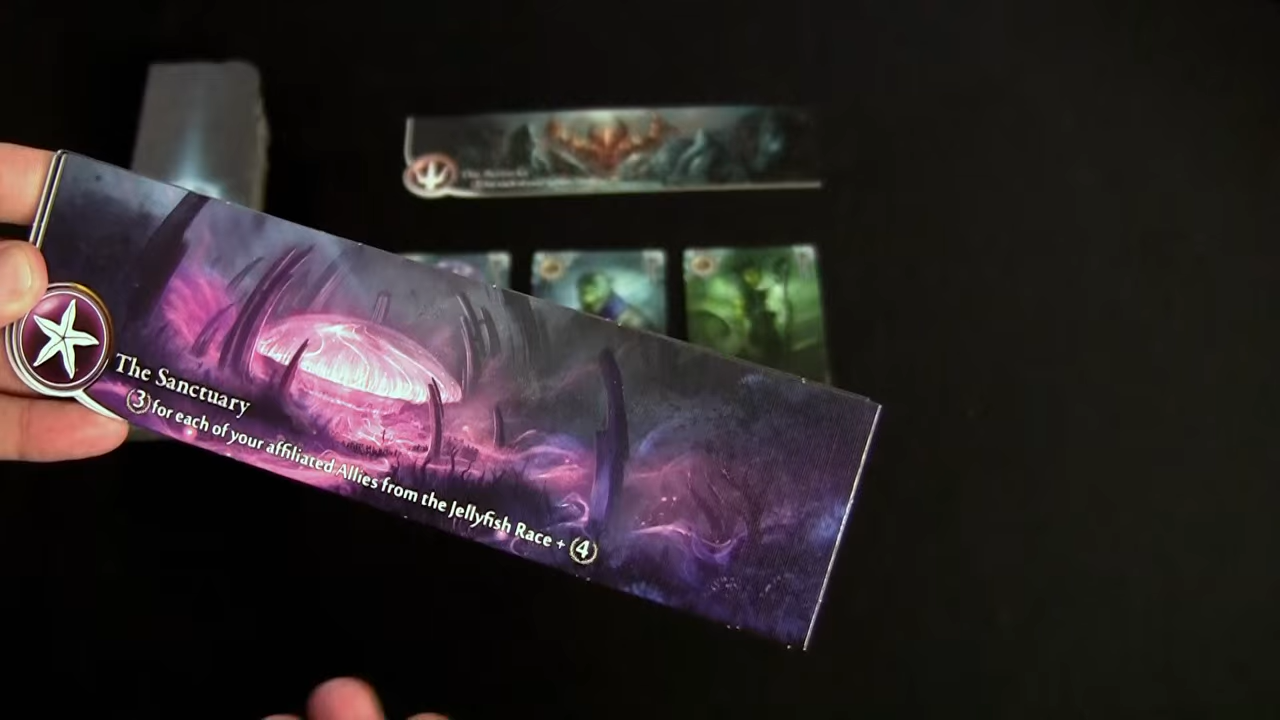 The Sanctuary
3 for each of your affiliated Allies from the Jellyfish Race + 4